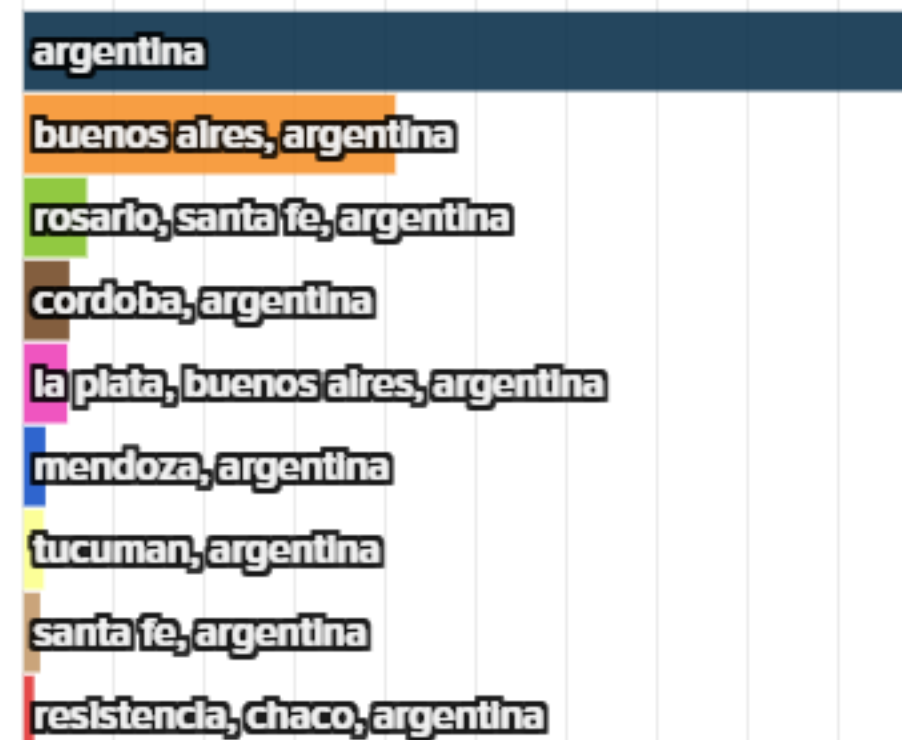 argentina
buenos aires, argentina
rosario, santa fe, argentina
cordoba, argentina
la plata, buenos aires, argentina
mendoza, argentina
tucuman, argentina
santa fe, argentina
resistencia, chaco, argentina